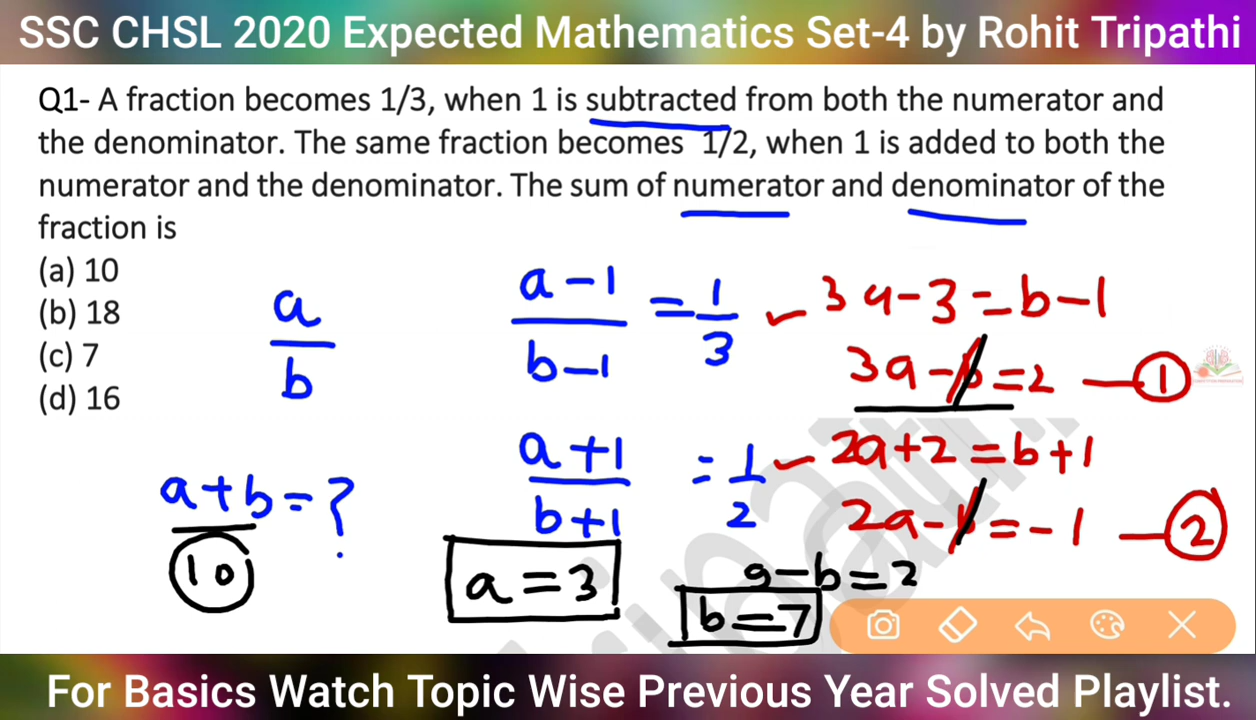 SSC CHSL 2020 Expected Mathematics Set-4 by Rohit Tripathi
Q1- A fraction becomes 1/3, when 1 is subtracted from both the numerator and
the denominator. The same fraction becomes 1/2, when 1 is added to both the
numerator and the denominator. The sum of numerator and denominator of the
fraction is
(a) 10
(b) 18
(c) 7
(d) 16
a/b
a+b=?
10
a-1/b-1 = 1/3
a+1/b+1 = 1/2
a=3
3a-3=b-1
3a-b=2 —1
2a+2=b+1
2a-b=-1 —2
9-b=2
b=7
For Basics Watch Topic Wise Previous Year Solved Playlist.